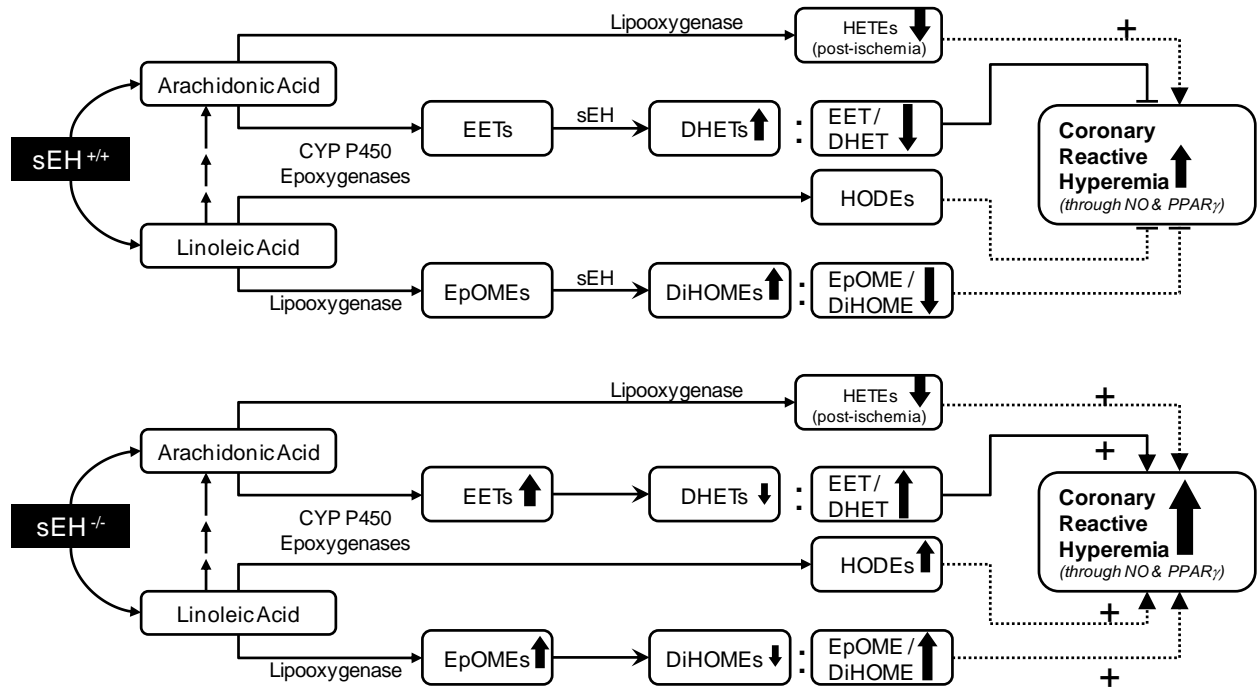 Lipooxygenase
HETEs
(post-ischemia)
+
Arachidonic Acid
EETs
sEH
DHETs
:
EET /
DHET
Coronary
Reactive
Hyperemia
(through NO & PPARγ)
sEH +/+
CYP P450
Epoxygenases
HODEs
Linoleic Acid
Lipooxygenase
EpOMEs
sEH
DiHOMEs
:
EpOME /
DiHOME
Lipooxygenase
HETEs
(post-ischemia)
+
Arachidonic Acid
EETs
DHETs
:
EET /
DHET
+
Coronary
Reactive
Hyperemia
(through NO & PPARγ)
sEH -/-
CYP P450
Epoxygenases
HODEs
+
Linoleic Acid
Lipooxygenase
EpOMEs
DiHOMEs
:
EpOME /
DiHOME
+